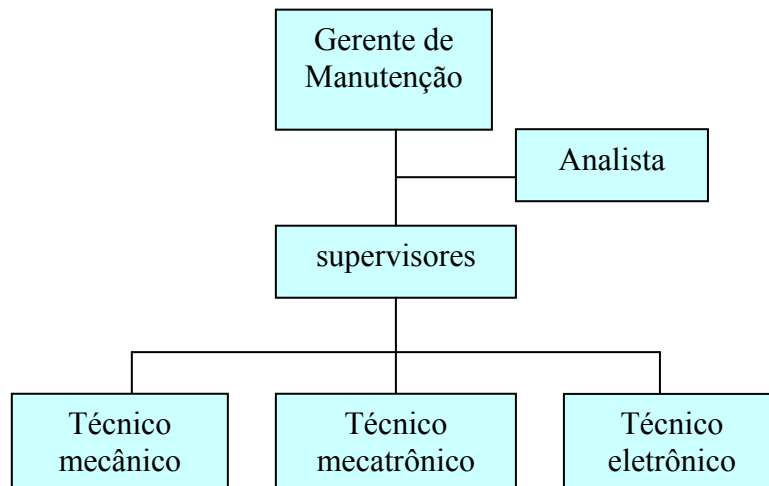 Gerente de
Manutenção
Analista
supervisores
Técnico
mecânico
Técnico
mecatrônico
Técnico
eletrônico